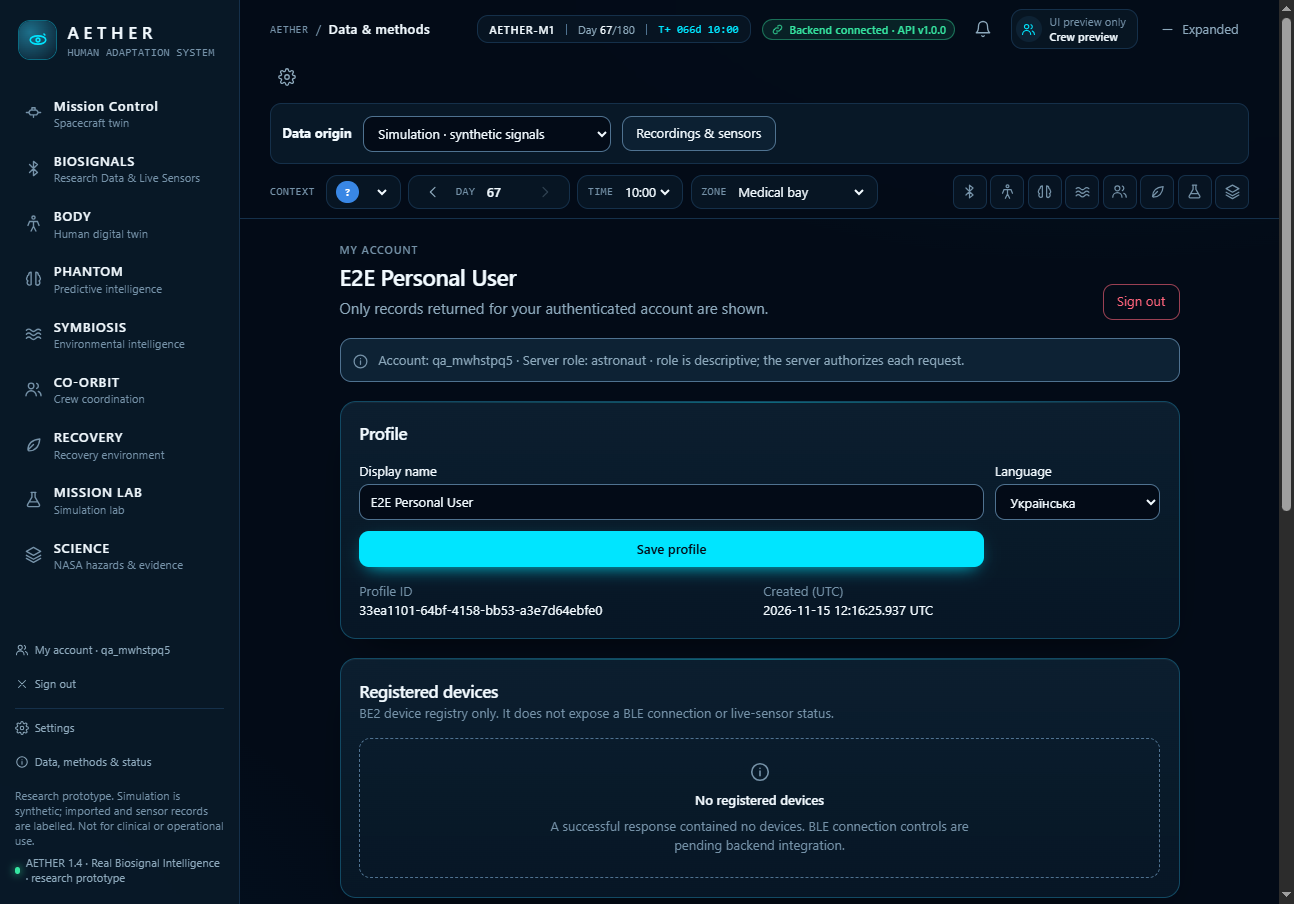 AETHER
HUMAN ADAPTATION SYSTEM
Mission Control
Spacecraft twin
BIOSIGNALS
Research Data & Live Sensors
BODY
Human digital twin
PHANTOM
Predictive intelligence
SYMBIOSIS
Environmental intelligence
CO-ORBIT
Crew coordination
RECOVERY
Recovery environment
MISSION LAB
Simulation lab
SCIENCE
NASA hazards & evidence
My account · qa_mwhstpq5
Sign out
Settings
Data, methods & status
Research prototype. Simulation is
synthetic; imported and sensor records
are labelled. Not for clinical or operational
use.
AETHER 1.4 · Real Biosignal Intelligence
· research prototype
AETHER / Data & methods
AETHER-M1 | Day 67/180 | T+ 066d 10:00
Backend connected · API v1.0.0
UI preview only
Crew preview
— Expanded
Data origin
Simulation · synthetic signals
Recordings & sensors
CONTEXT
?
DAY 67
TIME 10:00
ZONE Medical bay
MY ACCOUNT
E2E Personal User
Only records returned for your authenticated account are shown.
Sign out
Account: qa_mwhstpq5 · Server role: astronaut · role is descriptive; the server authorizes each request.
Profile
Display name
E2E Personal User
Language
Українська
Save profile
Profile ID
33ea1101-64bf-4158-bb53-a3e7d64ebfe0
Created (UTC)
2026-11-15 12:16:25.937 UTC
Registered devices
BE2 device registry only. It does not expose a BLE connection or live-sensor status.
No registered devices
A successful response contained no devices. BLE connection controls are
pending backend integration.